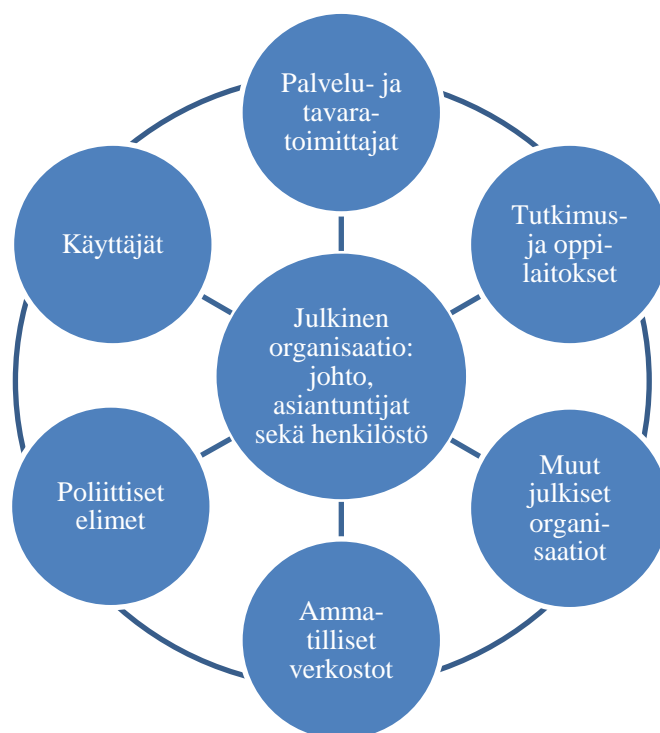 Palvelu- ja
tavara-
toimittajat
Käyttäjät
Tutkimus-
ja oppi-
laitokset
Julkinen
organisaatio:
johto,
asiantuntijat
sekä henkilöstö
Poliittiset
elimet
Muut
julkiset
organi-
saatiot
Amma-
tilliset
verkostot